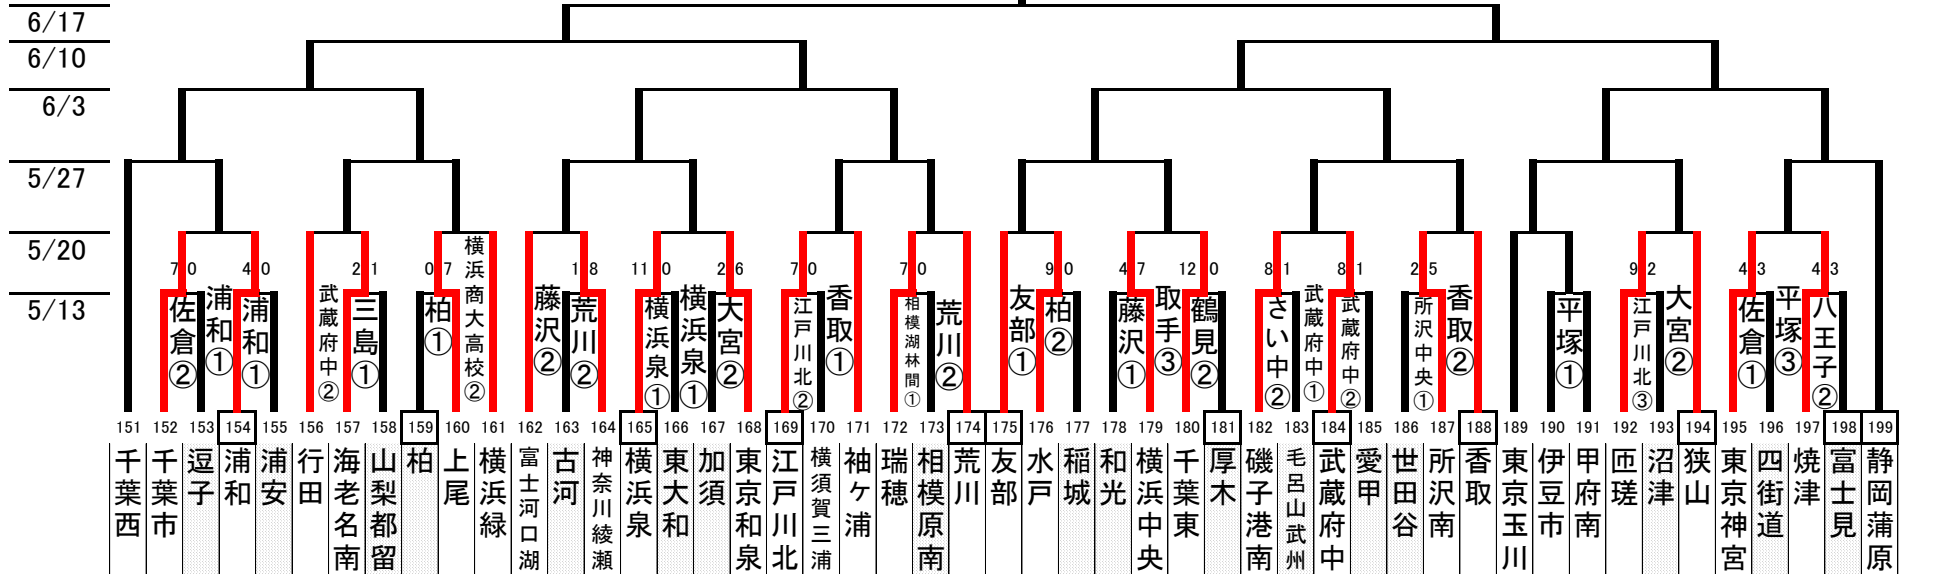 6/17
6/10
6/3
5/27
5/20
5/13
7 0
4 0
2 1
0 7
1 8
11 0
2 6
7 0
7 0
9 0
4 7
12 0
8 1
8 1
2 5
9 2
4 3
4 3
佐倉②
浦和①
浦和①
武蔵府中②
三島①
柏①
横浜商大高校②
藤沢②
荒川②
横浜泉①
横浜泉①
大宮②
江戸川北②
香取①
相模湖林間①
荒川②
友部①
柏②
藤沢①
取手③
鶴見②
さい中②
武蔵府中①
武蔵府中②
所沢中央①
香取②
平塚①
江戸川北③
大宮②
佐倉①
平塚③
八王子②
151 千葉西
152 千葉市
153 逗子
154 浦和
155 浦安
156 行田
157 海老名南
158 山梨都留
159 柏
160 上尾
161 横浜緑
162 富士河口湖
163 古河
164 神奈川綾瀬
165 横浜泉
166 東大和
167 加須
168 東京和泉
169 江戸川北
170 横須賀三浦
171 袖ヶ浦
172 瑞穂
173 相模原南
174 荒川
175 友部
176 水戸
177 稲城
178 和光
179 横浜中央
180 千葉東
181 厚木
182 磯子港南
183 毛呂山武州
184 武蔵府中
185 愛甲
186 世田谷
187 所沢南
188 香取
189 東京玉川
190 伊豆市
191 甲府南
192 匝瑳
193 沼津
194 狭山
195 東京神宮
196 四街道
197 焼津
198 富士見
199 静岡蒲原